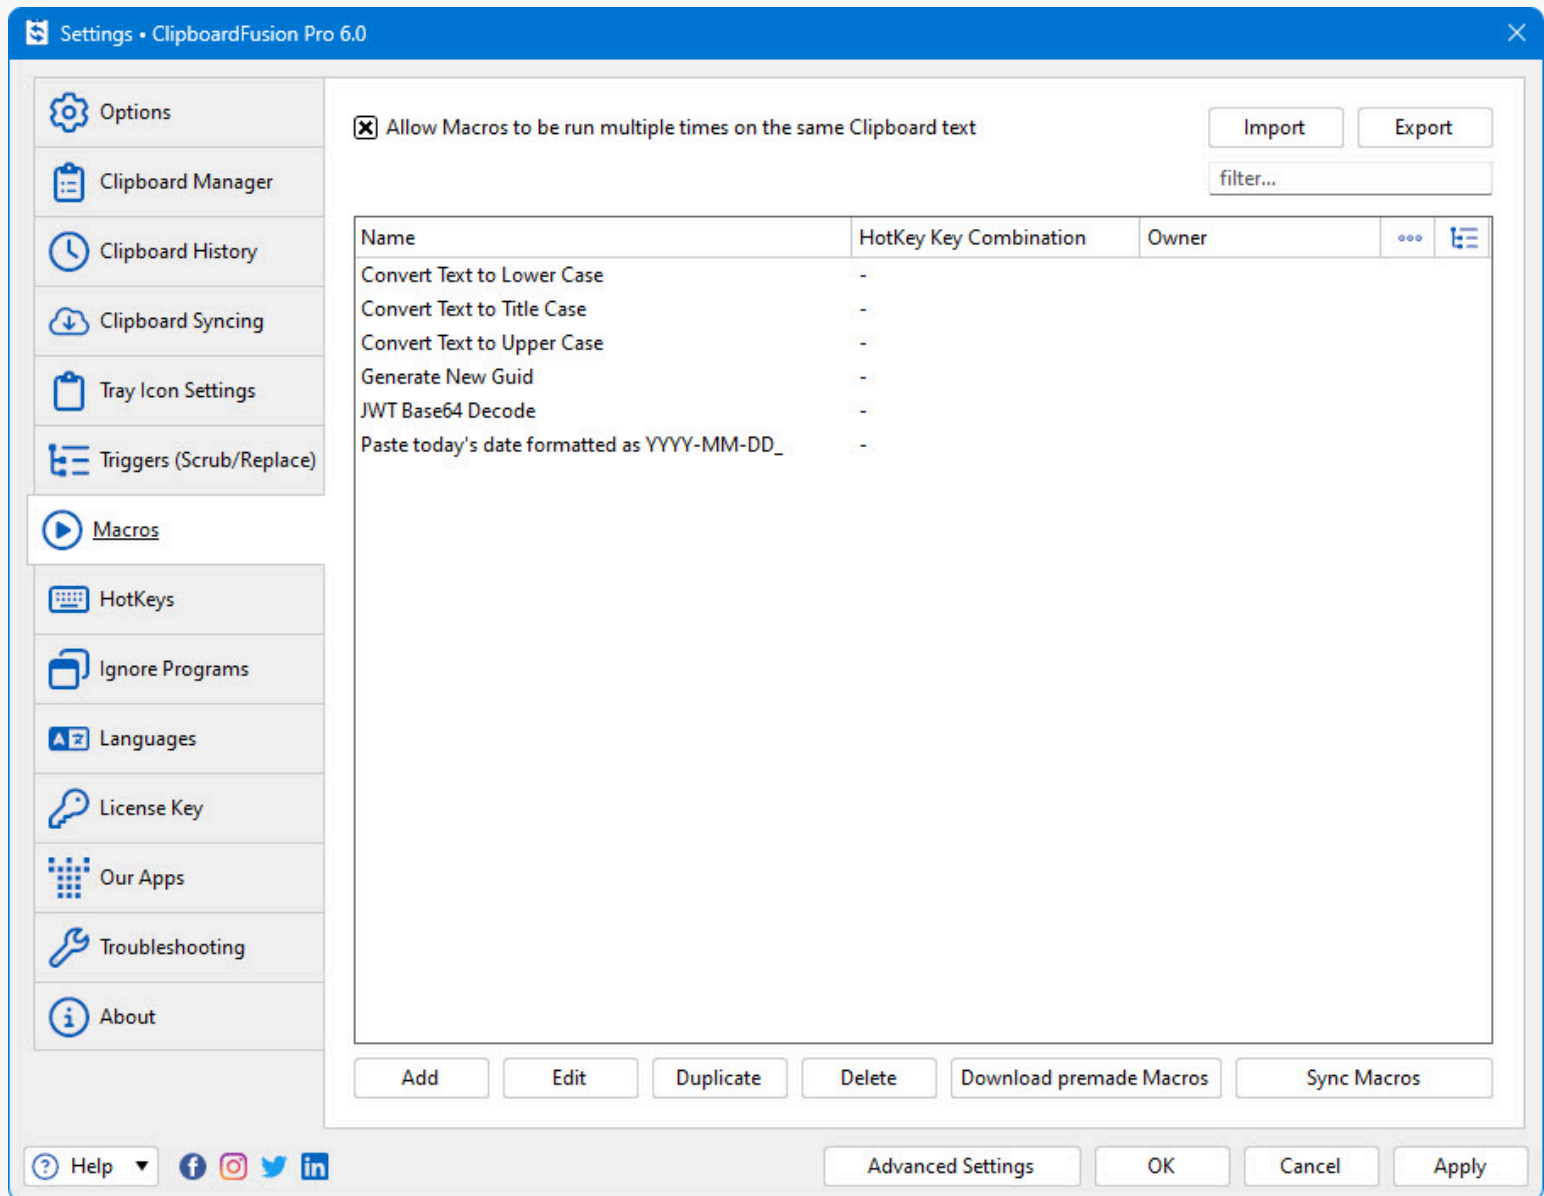 Settings • ClipboardFusion Pro 6.0
Options
Clipboard Manager
Clipboard History
Clipboard Syncing
Tray Icon Settings
Triggers (Scrub/Replace)
Macros
HotKeys
Ignore Programs
Languages
License Key
Our Apps
Troubleshooting
About
Allow Macros to be run multiple times on the same Clipboard text
Import Export
filter...
Name HotKey Key Combination Owner
Convert Text to Lower Case -
Convert Text to Title Case -
Convert Text to Upper Case -
Generate New Guid -
JWT Base64 Decode -
Paste today's date formatted as YYYY-MM-DD_ -
Add Edit Duplicate Delete Download premade Macros Sync Macros
Help Advanced Settings OK Cancel Apply